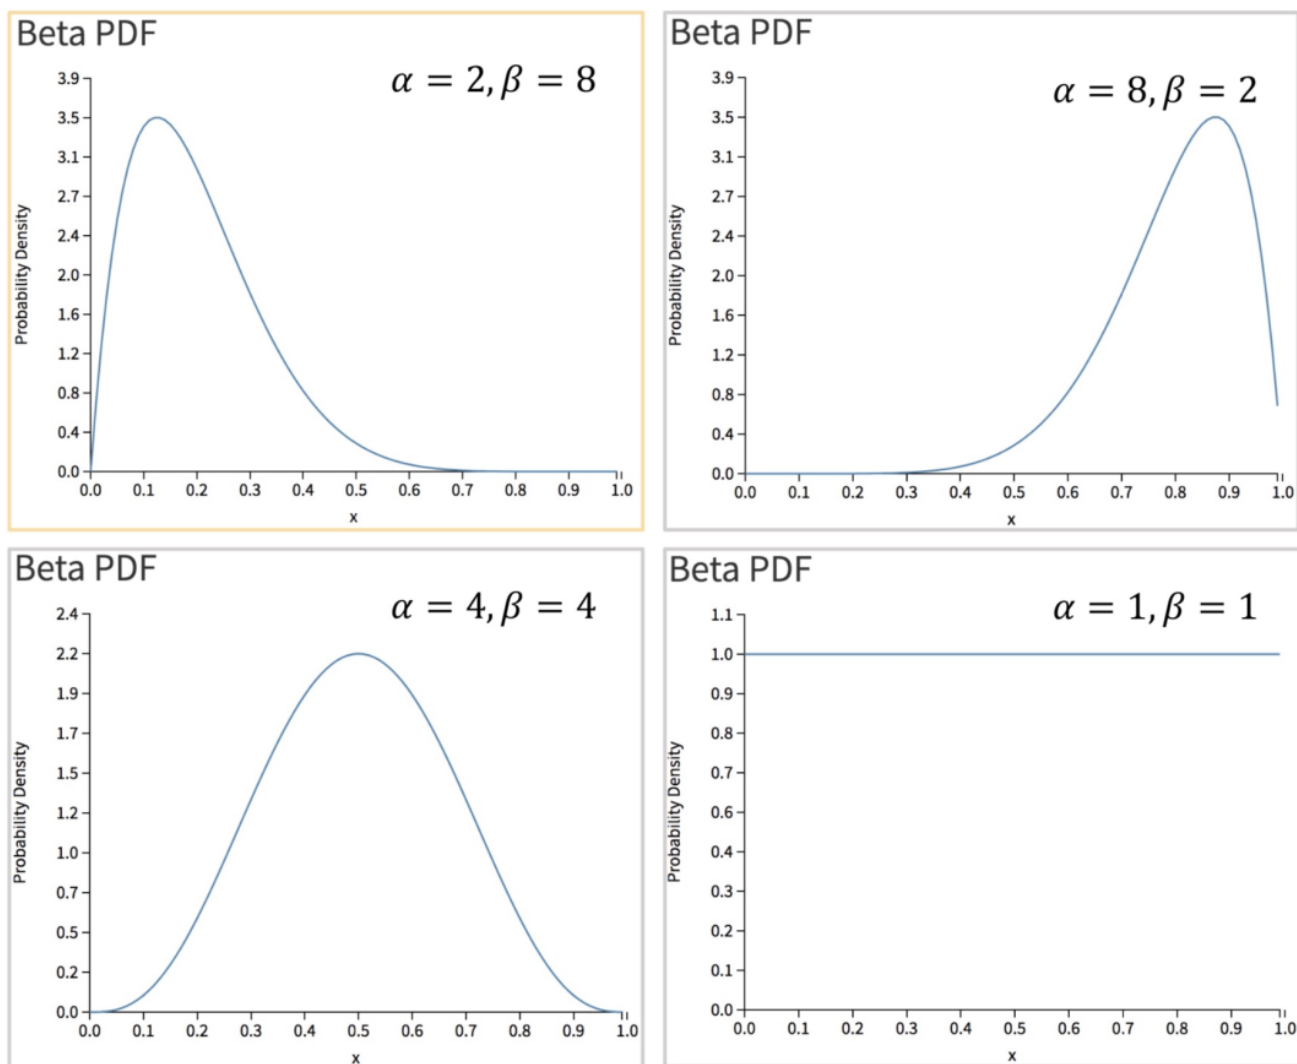 Beta PDF
α = 2, β = 8
3.9
3.5
3.1
2.7
2.4
2.0
1.6
1.2
0.8
0.4
0.0
Probability Density
0.0 0.1 0.2 0.3 0.4 0.5 0.6 0.7 0.8 0.9 1.0
x
Beta PDF
α = 8, β = 2
3.9
3.5
3.1
2.7
2.4
2.0
1.6
1.2
0.8
0.4
0.0
Probability Density
0.0 0.1 0.2 0.3 0.4 0.5 0.6 0.7 0.8 0.9 1.0
x
Beta PDF
α = 4, β = 4
2.4
2.2
1.9
1.7
1.5
1.2
1.0
0.7
0.5
0.2
0.0
Probability Density
0.0 0.1 0.2 0.3 0.4 0.5 0.6 0.7 0.8 0.9 1.0
x
Beta PDF
α = 1, β = 1
1.1
1.0
0.9
0.8
0.7
0.6
0.4
0.3
0.2
0.1
0.0
Probability Density
0.0 0.1 0.2 0.3 0.4 0.5 0.6 0.7 0.8 0.9 1.0
x